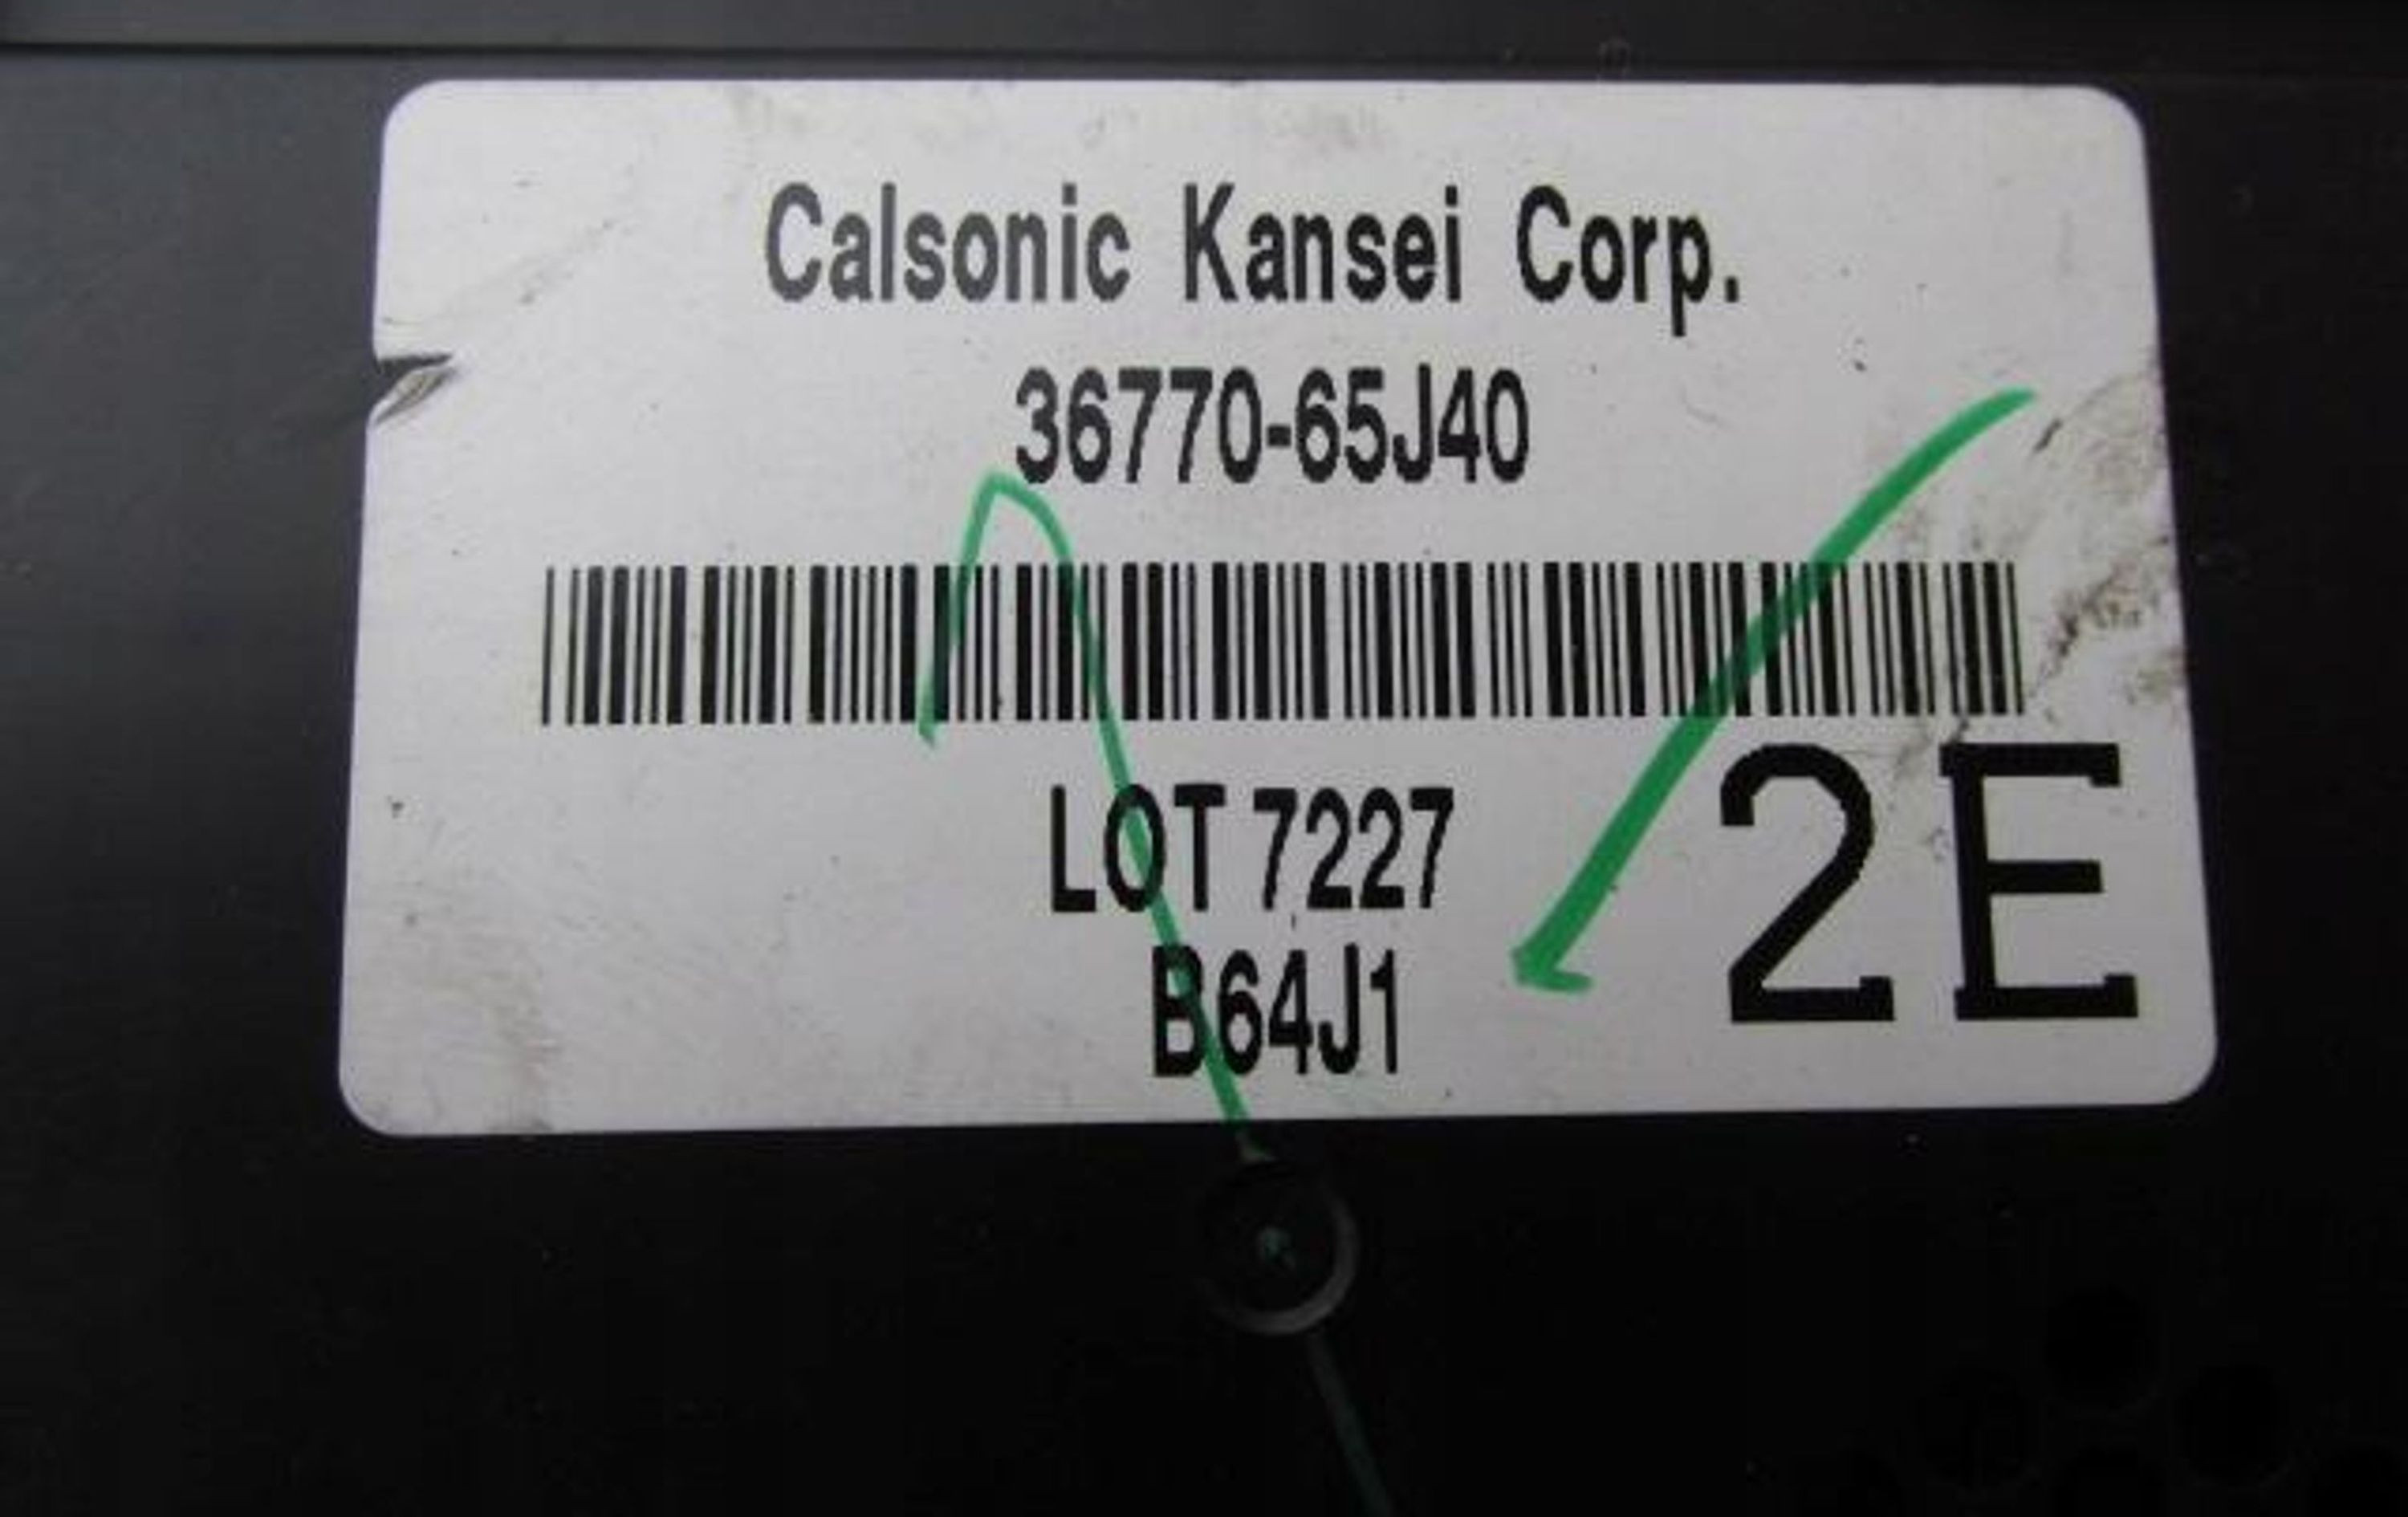 Calsonic Kansei Corp.
36770-65J40
LOT 7227
B64J1
2E